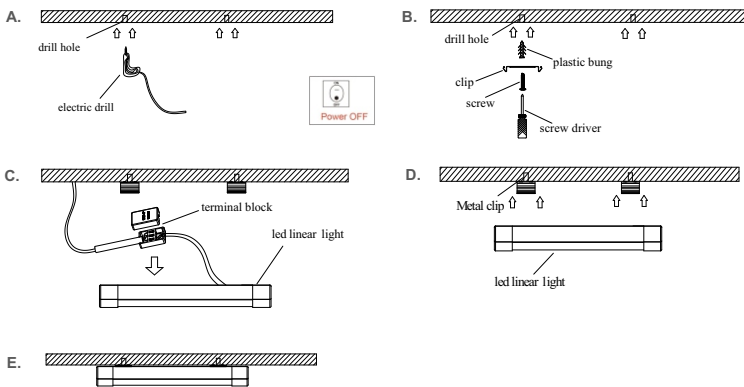 A.
drill hole
electric drill
Power OFF
B.
drill hole
plastic bung
clip
screw
screw driver
C.
terminal block
led linear light
D.
Metal clip
led linear light
E.